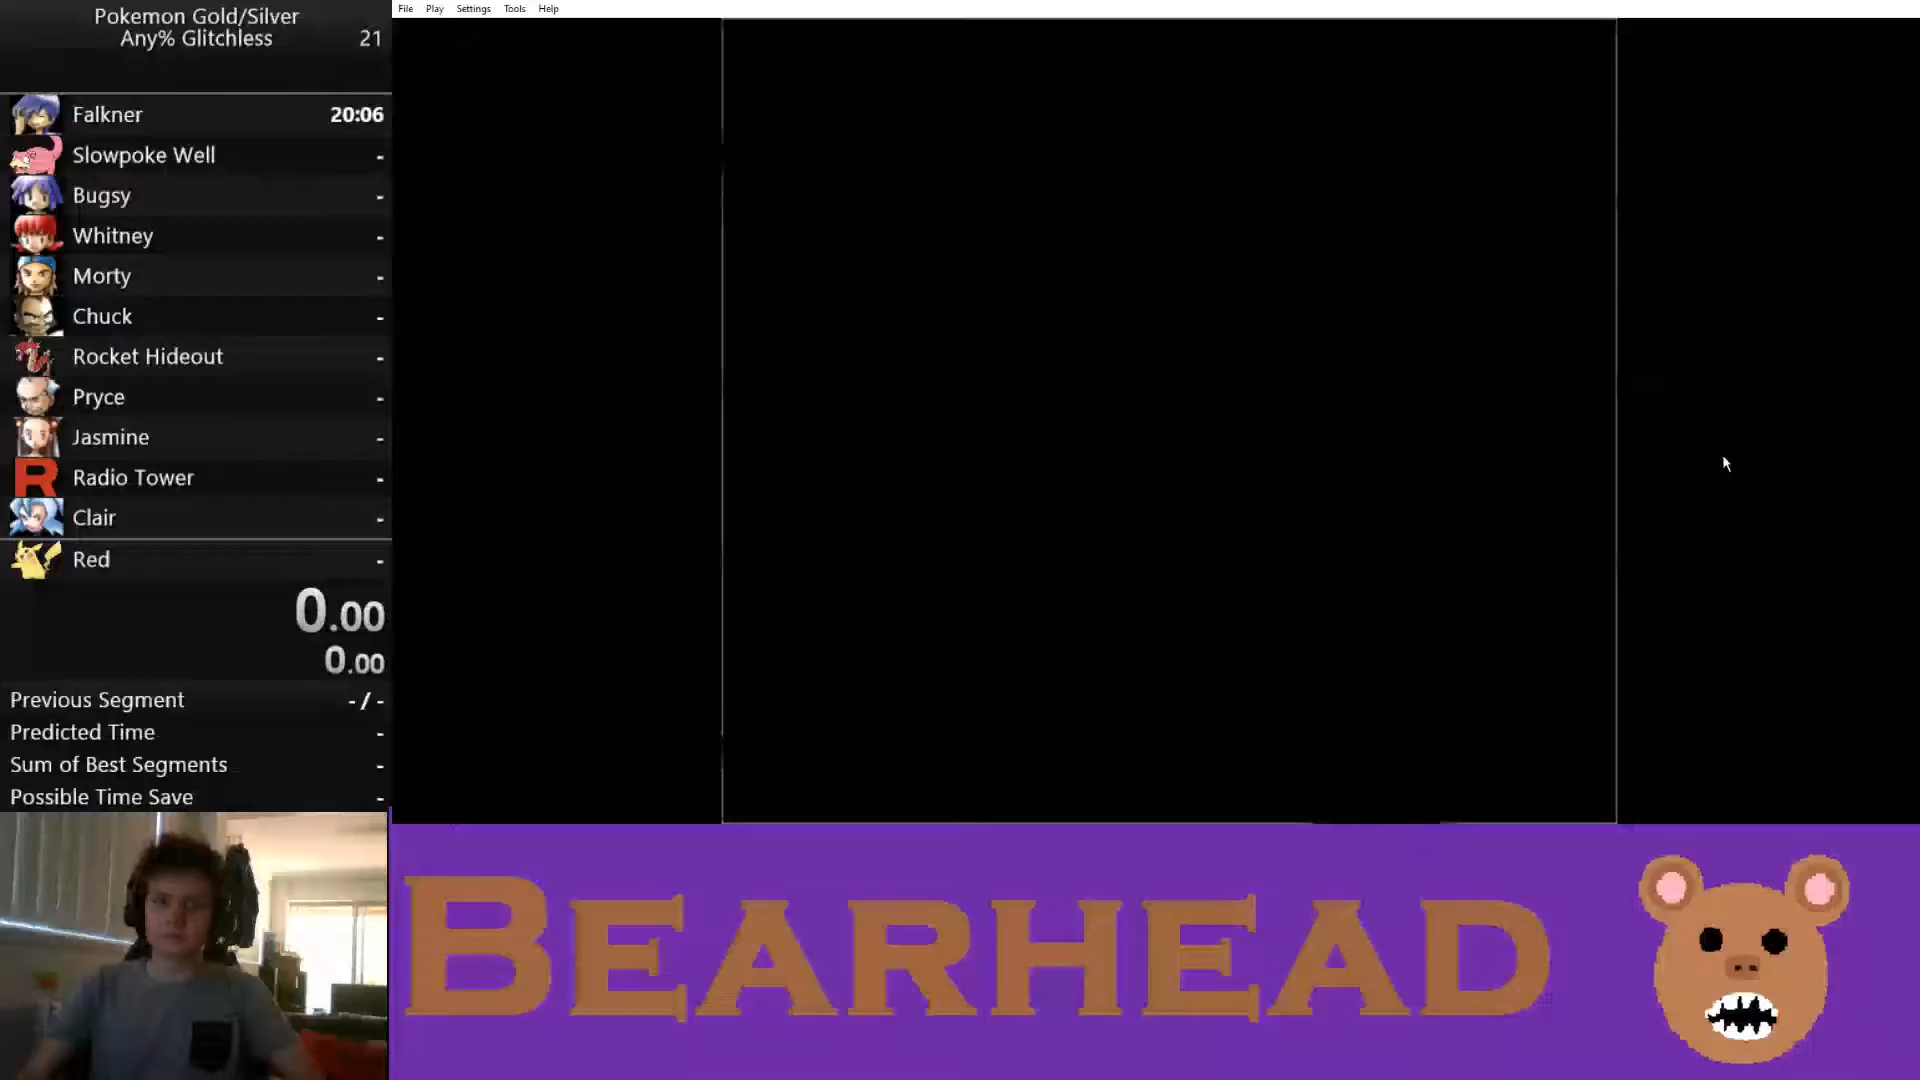 Pokemon Gold/Silver
Any% Glitchless 21
File Play Settings Tools Help
Falkner 20:06
Slowpoke Well -
Bugsy -
Whitney -
Morty -
Chuck -
Rocket Hideout -
Pryce -
Jasmine -
R
Radio Tower -
Clair -
Red -
0.00
0.00
Previous Segment - / -
Predicted Time -
Sum of Best Segments -
Possible Time Save -
BEARHEAD